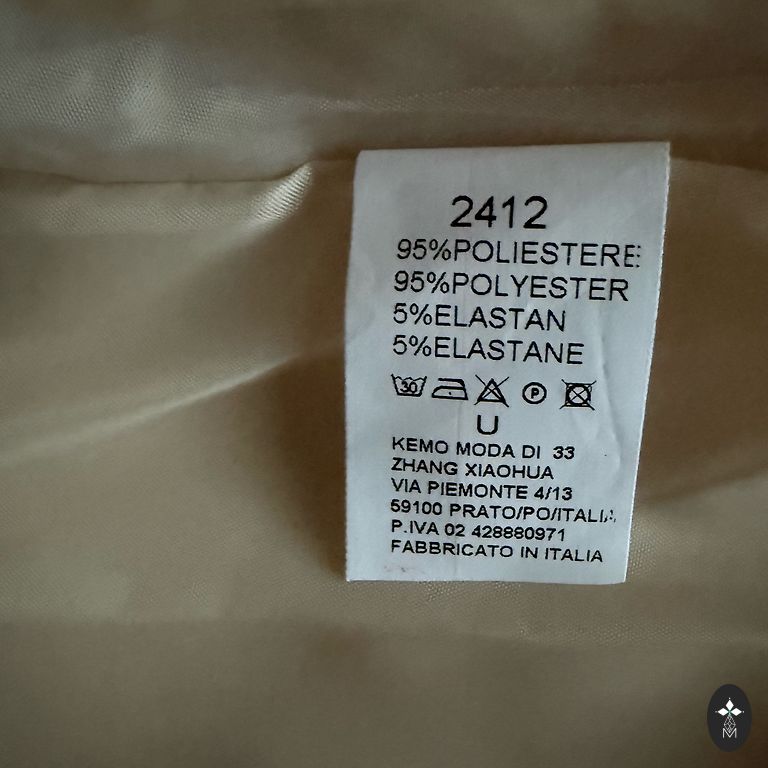 2412
95%POLIESTERE
95%POLYESTER
5%ELASTAN
5%ELASTANE
30 P
U
KEMO MODA DI 33
ZHANG XIAOHUA
VIA PIEMONTE 4/13
59100 PRATO/PO/ITALIA
P.IVA 02 428880971
FABBRICATO IN ITALIA
M